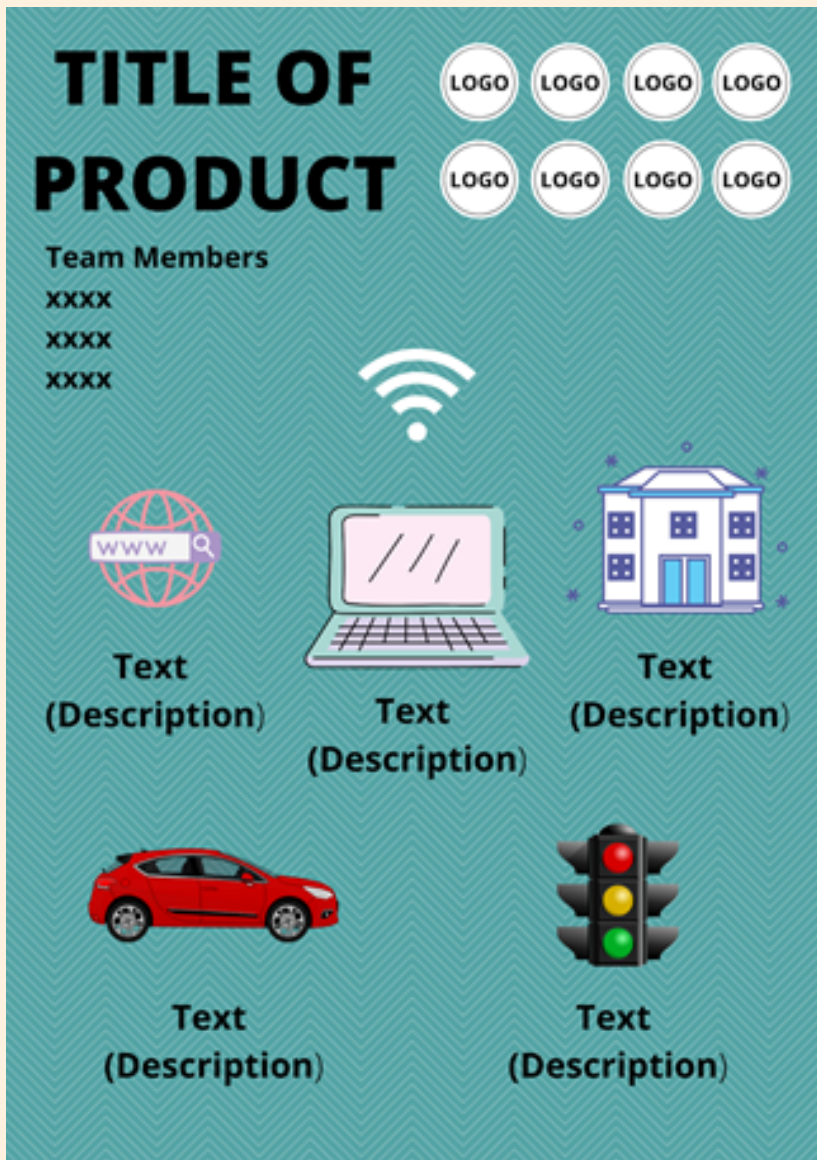 TITLE OF
PRODUCT
LOGO LOGO LOGO LOGO
LOGO LOGO LOGO LOGO
Team Members
xxxx
xxxx
xxxx
www
Text
(Description)
Text
(Description)
Text
(Description)
Text
(Description)
Text
(Description)